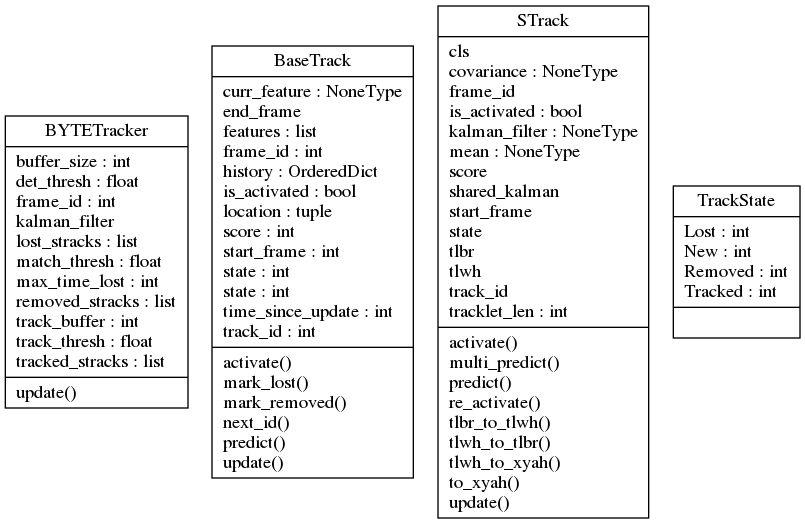 BYTETracker
buffer_size : int
det_thresh : float
frame_id : int
kalman_filter
lost_stracks : list
match_thresh : float
max_time_lost : int
removed_stracks : list
track_buffer : int
track_thresh : float
tracked_stracks : list
update()
BaseTrack
curr_feature : NoneType
end_frame
features : list
frame_id : int
history : OrderedDict
is_activated : bool
location : tuple
score : int
start_frame : int
state : int
state : int
time_since_update : int
track_id : int
activate()
mark_lost()
mark_removed()
next_id()
predict()
update()
STrack
cls
covariance : NoneType
frame_id
is_activated : bool
kalman_filter : NoneType
mean : NoneType
score
shared_kalman
start_frame
state
tlbr
tlwh
track_id
tracklet_len : int
activate()
multi_predict()
predict()
re_activate()
tlbr_to_tlwh()
tlwh_to_tlbr()
tlwh_to_xyah()
to_xyah()
update()
TrackState
Lost : int
New : int
Removed : int
Tracked : int